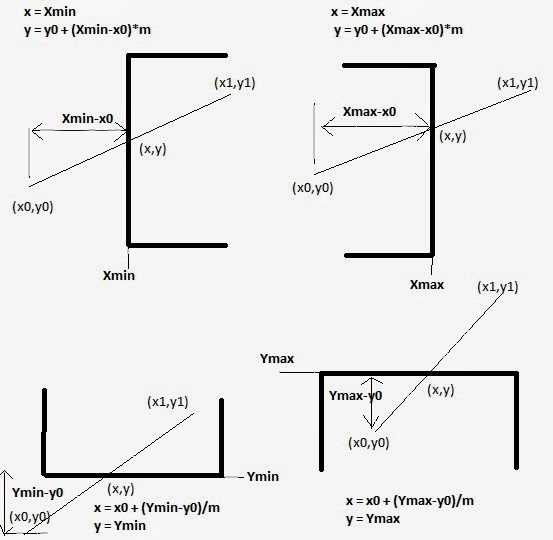 x = Xmin
y = y0 + (Xmin-x0)*m
(x1,y1)
Xmin-x0
(x,y)
(x0,y0)
Xmin
x = Xmax
y = y0 + (Xmax-x0)*m
(x1,y1)
Xmax-x0
(x,y)
(x0,y0)
Xmax
(x1,y1)
Ymin
Ymin-y0
(x,y)
(x0,y0)
x = x0 + (Ymin-y0)/m
y = Ymin
(x1,y1)
Ymax
Ymax-y0
(x,y)
(x0,y0)
x = x0 + (Ymax-y0)/m
y = Ymax